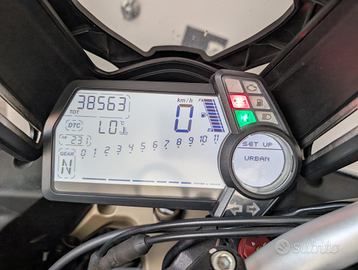 38563
TOT
km/h
0
DTC
LO
23:
GEAR
N
0 1 2 3 4 5 6 7 8 9 10 11
SET UP
URBAN
Subito